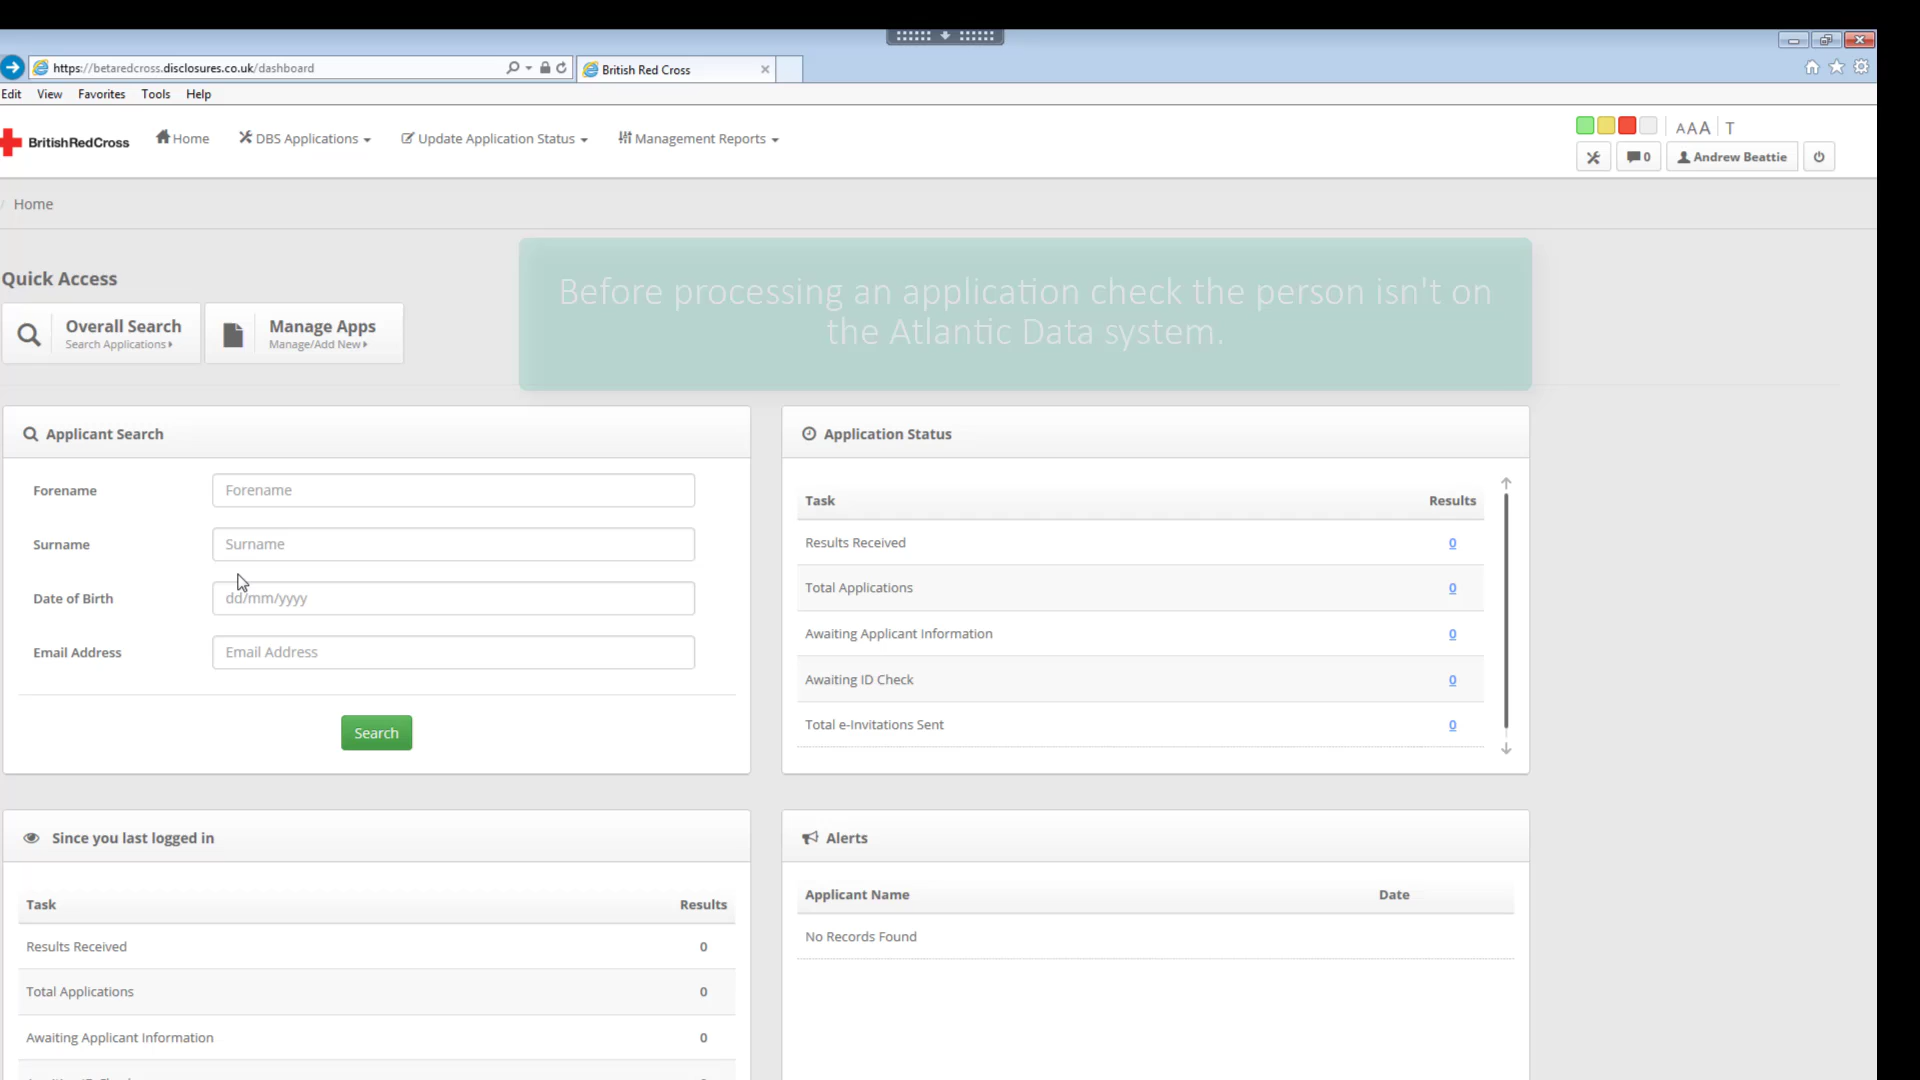 https://betaredcross.disclosures.co.uk/dashboard
British Red Cross
Edit View Favorites Tools Help
BritishRedCross
Home
DBS Applications
Update Application Status
Management Reports
AAA T
0
Andrew Beattie
/ Home
Quick Access
Overall Search
Search Applications
Manage Apps
Manage/Add New
Before processing an application check the person isn't on
the Atlantic Data system.
Applicant Search
Forename Forename
Surname Surname
Date of Birth dd/mm/yyyy
Email Address Email Address
Search
Application Status
Task Results
Results Received 0
Total Applications 0
Awaiting Applicant Information 0
Awaiting ID Check 0
Total e-Invitations Sent 0
Since you last logged in
Task Results
Results Received 0
Total Applications 0
Awaiting Applicant Information 0
Alerts
Applicant Name Date
No Records Found